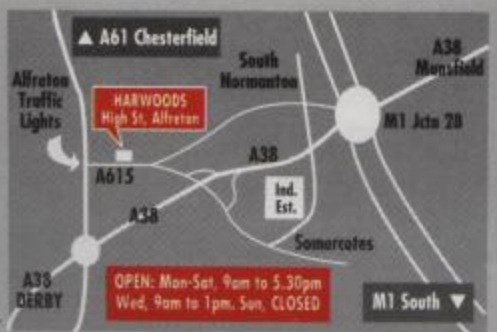 ▲ A61 Chesterfield
A38
Mansfield
South
Normanton
Alfreton
Traffic
Lights
HARWOODS
High St, Alfreton
M1 Jctn 28
A38
A615
Ind.
Est.
A38
Somercotes
A38
DERBY
OPEN: Mon-Sat, 9am to 5.30pm
Wed, 9am to 1pm. Sun, CLOSED
M1 South ▼